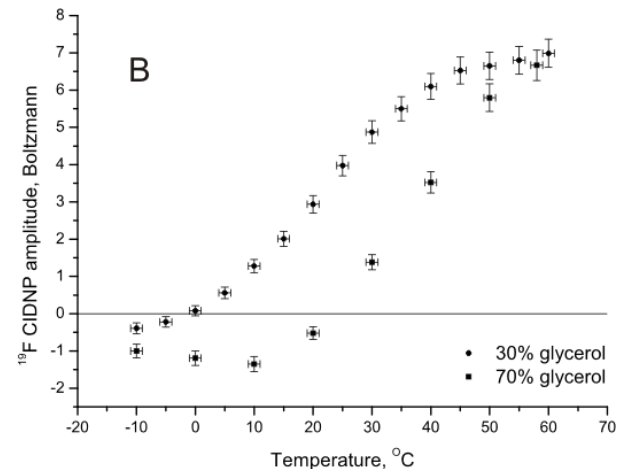 B
8
7
6
5
4
3
2
1
0
-1
-2
¹⁹F CIDNP amplitude, Boltzmann
30% glycerol
70% glycerol
-20 -10 0 10 20 30 40 50 60 70
Temperature, °C